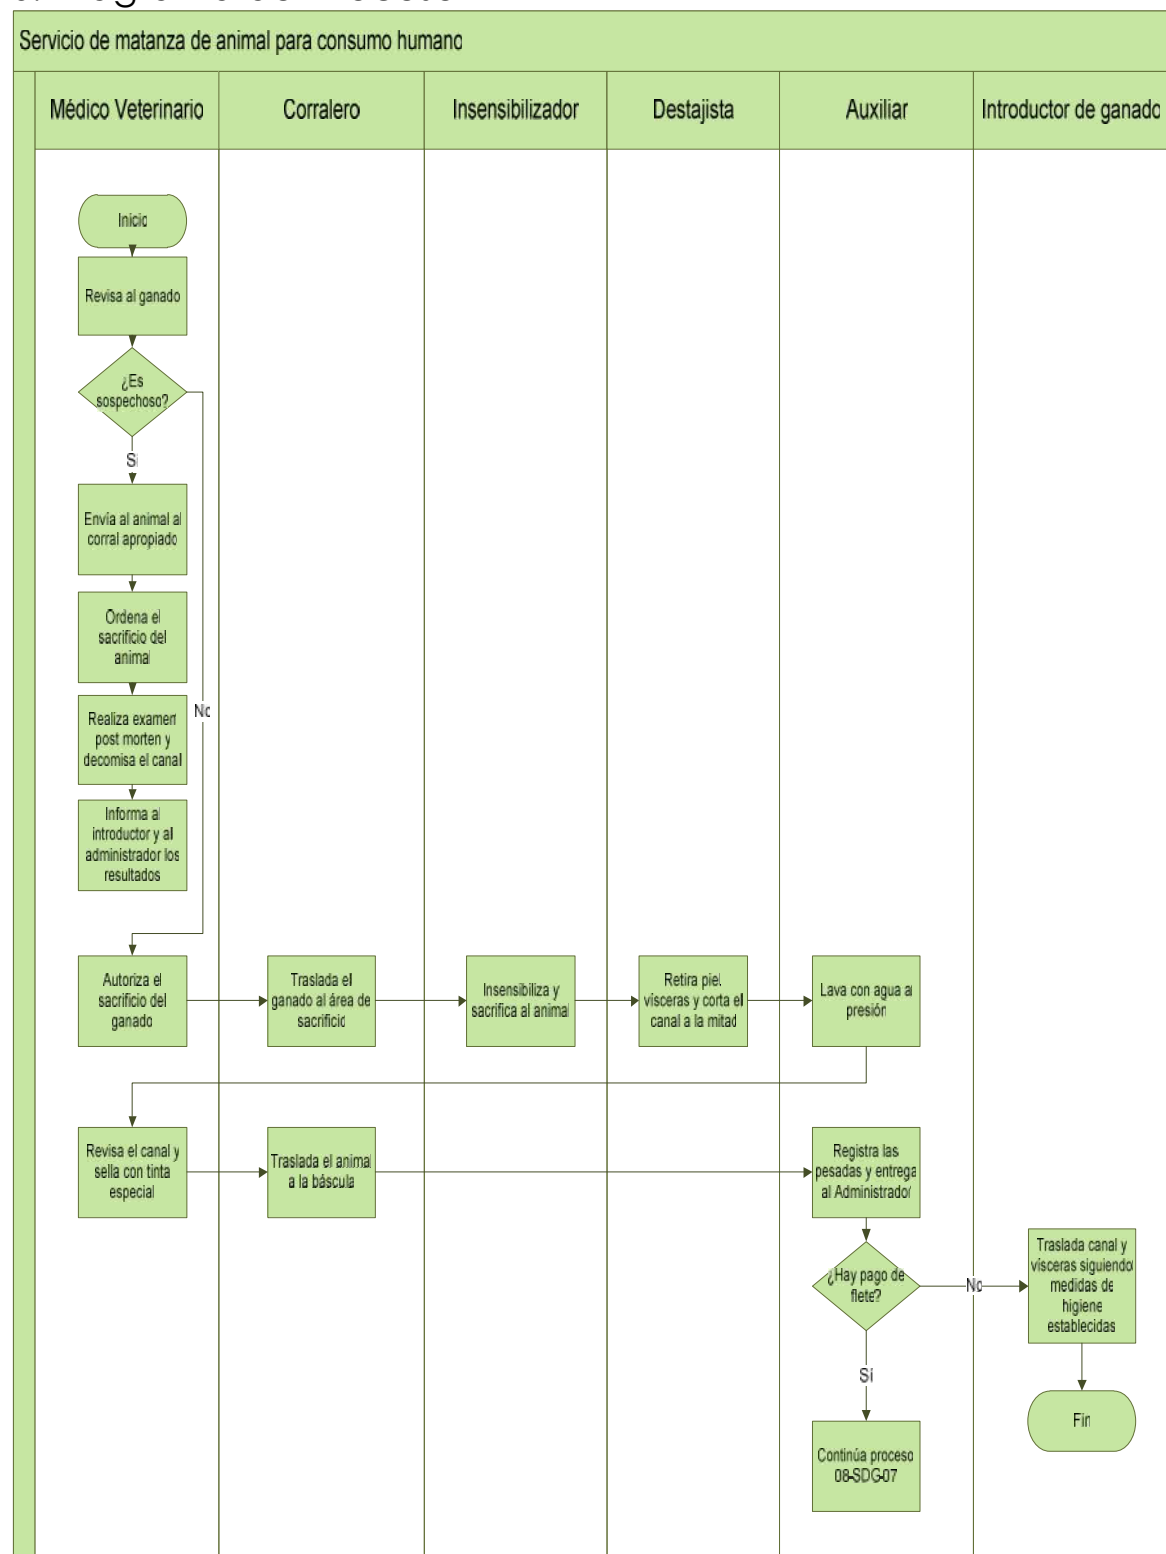 Servicio de matanza de animal para consumo humano
Médico Veterinario
Corralero
Insensibilizador
Destajista
Auxiliar
Introductor de ganado
Inicio
Revisa al ganado
¿Es
sospechoso?
Sí
Envía al animal al
corral apropiado
Ordena el
sacrificio del
animal
No
Realiza examen
post morten y
decomisa el canal
Informa al
introductor y al
administrador los
resultados
Autoriza el
sacrificio del
ganado
Traslada el
ganado al área de
sacrificio
Insensibiliza y
sacrifica al animal
Retira piel,
vísceras y corta el
canal a la mitad
Lava con agua a
presión
Revisa el canal y
sella con tinta
especial
Traslada el animal
a la báscula
Registra las
pesadas y entrega
al Administrador
¿Hay pago de
flete?
No
Traslada canal y
vísceras siguiendo
medidas de
higiene
establecidas
Sí
Fin
Continúa proceso
08-SDG-07